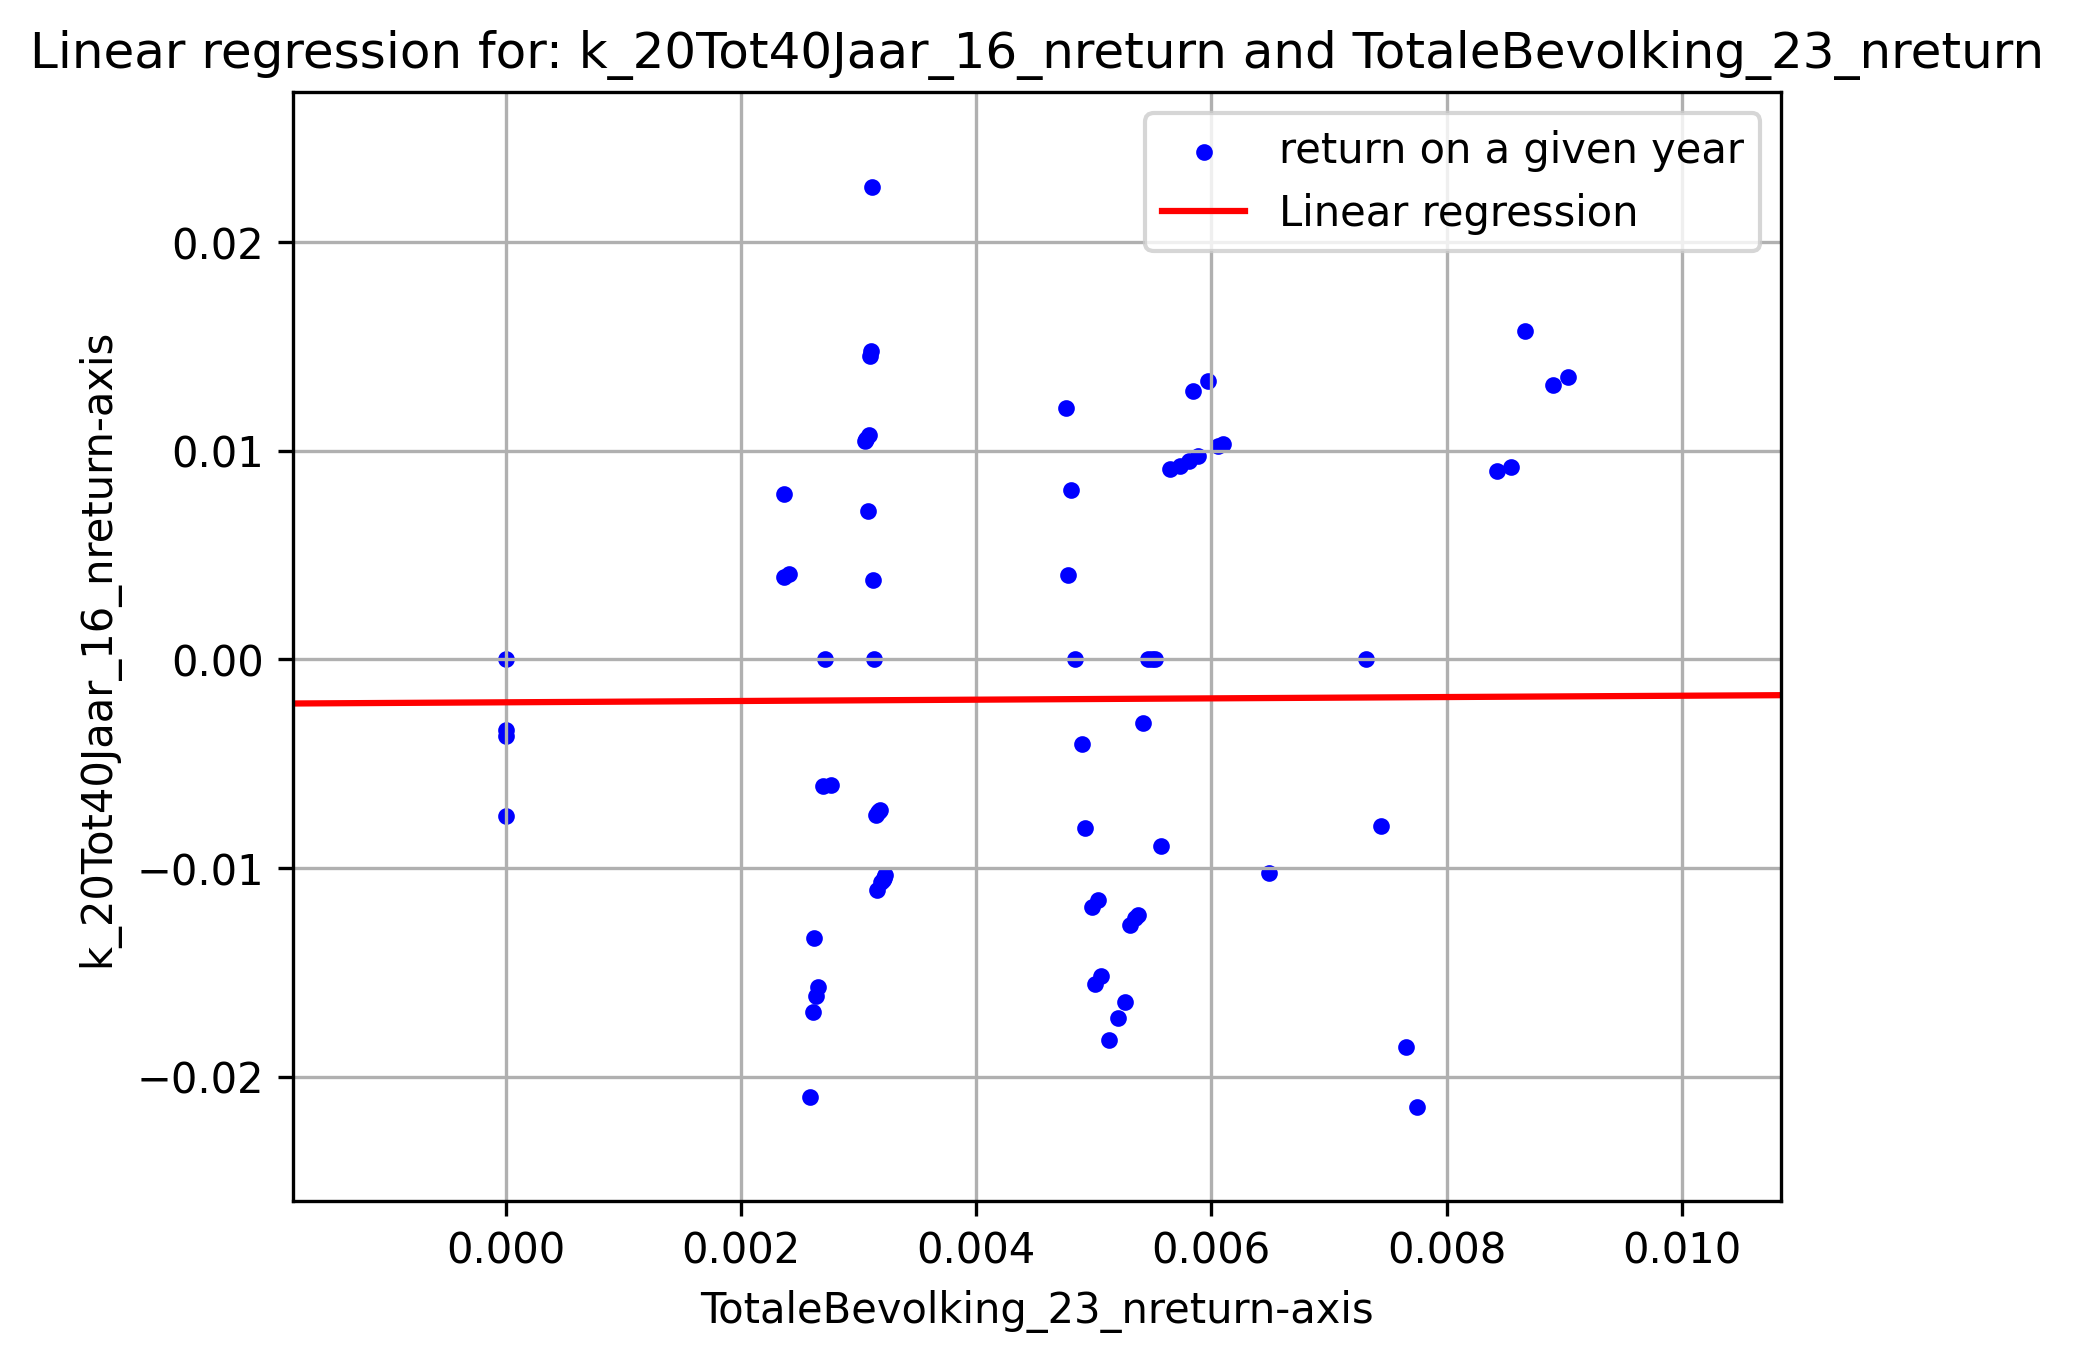 Linear regression for: k_20Tot40Jaar_16_nreturn and TotaleBevolking_23_nreturn
return on a given year
Linear regression
k_20Tot40Jaar_16_nreturn-axis
0.02
0.01
0.00
−0.01
−0.02
0.000 0.002 0.004 0.006 0.008 0.010
TotaleBevolking_23_nreturn-axis